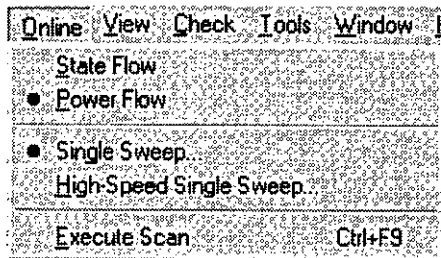 Online View Check Tools Window
State Flow
Power Flow
Single Sweep...
High-Speed Single Sweep...
Execute Scan Ctrl+F9